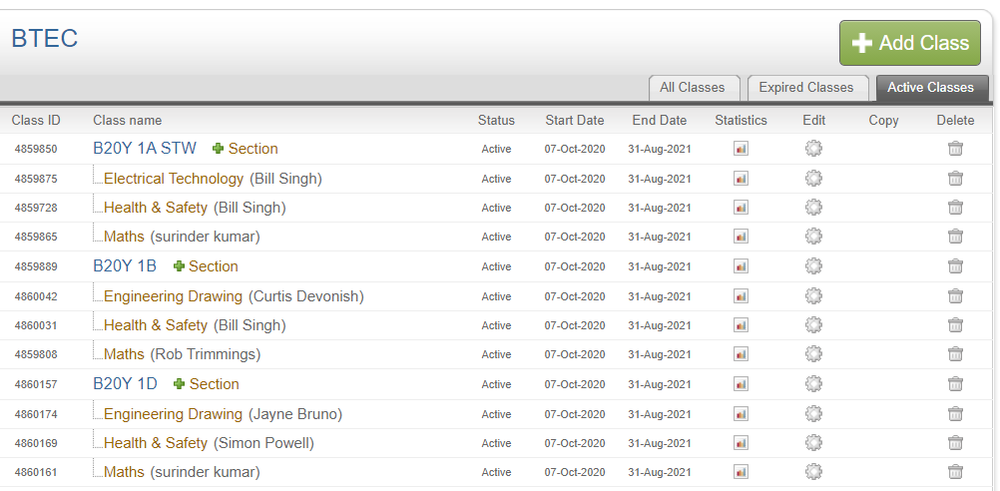 BTEC
Add Class
All Classes Expired Classes Active Classes
Class ID Class name Status Start Date End Date Statistics Edit Copy Delete
4859850 B20Y 1A STW Section Active 07-Oct-2020 31-Aug-2021
4859875 Electrical Technology (Bill Singh) Active 07-Oct-2020 31-Aug-2021
4859728 Health & Safety (Bill Singh) Active 07-Oct-2020 31-Aug-2021
4859865 Maths (surinder kumar) Active 07-Oct-2020 31-Aug-2021
4859889 B20Y 1B Section Active 07-Oct-2020 31-Aug-2021
4860042 Engineering Drawing (Curtis Devonish) Active 07-Oct-2020 31-Aug-2021
4860031 Health & Safety (Bill Singh) Active 07-Oct-2020 31-Aug-2021
4859808 Maths (Rob Trimmings) Active 07-Oct-2020 31-Aug-2021
4860157 B20Y 1D Section Active 07-Oct-2020 31-Aug-2021
4860174 Engineering Drawing (Jayne Bruno) Active 07-Oct-2020 31-Aug-2021
4860169 Health & Safety (Simon Powell) Active 07-Oct-2020 31-Aug-2021
4860161 Maths (surinder kumar) Active 07-Oct-2020 31-Aug-2021